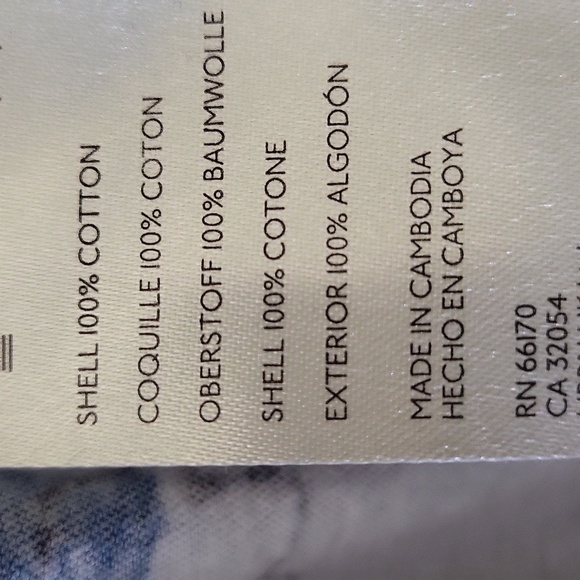 SHELL 100% COTTON
COQUILLE 100% COTON
OBERSTOFF 100% BAUMWOLLE
SHELL 100% COTONE
EXTERIOR 100% ALGODÓN
MADE IN CAMBODIA
HECHO EN CAMBOYA
RN 66170
CA 32054